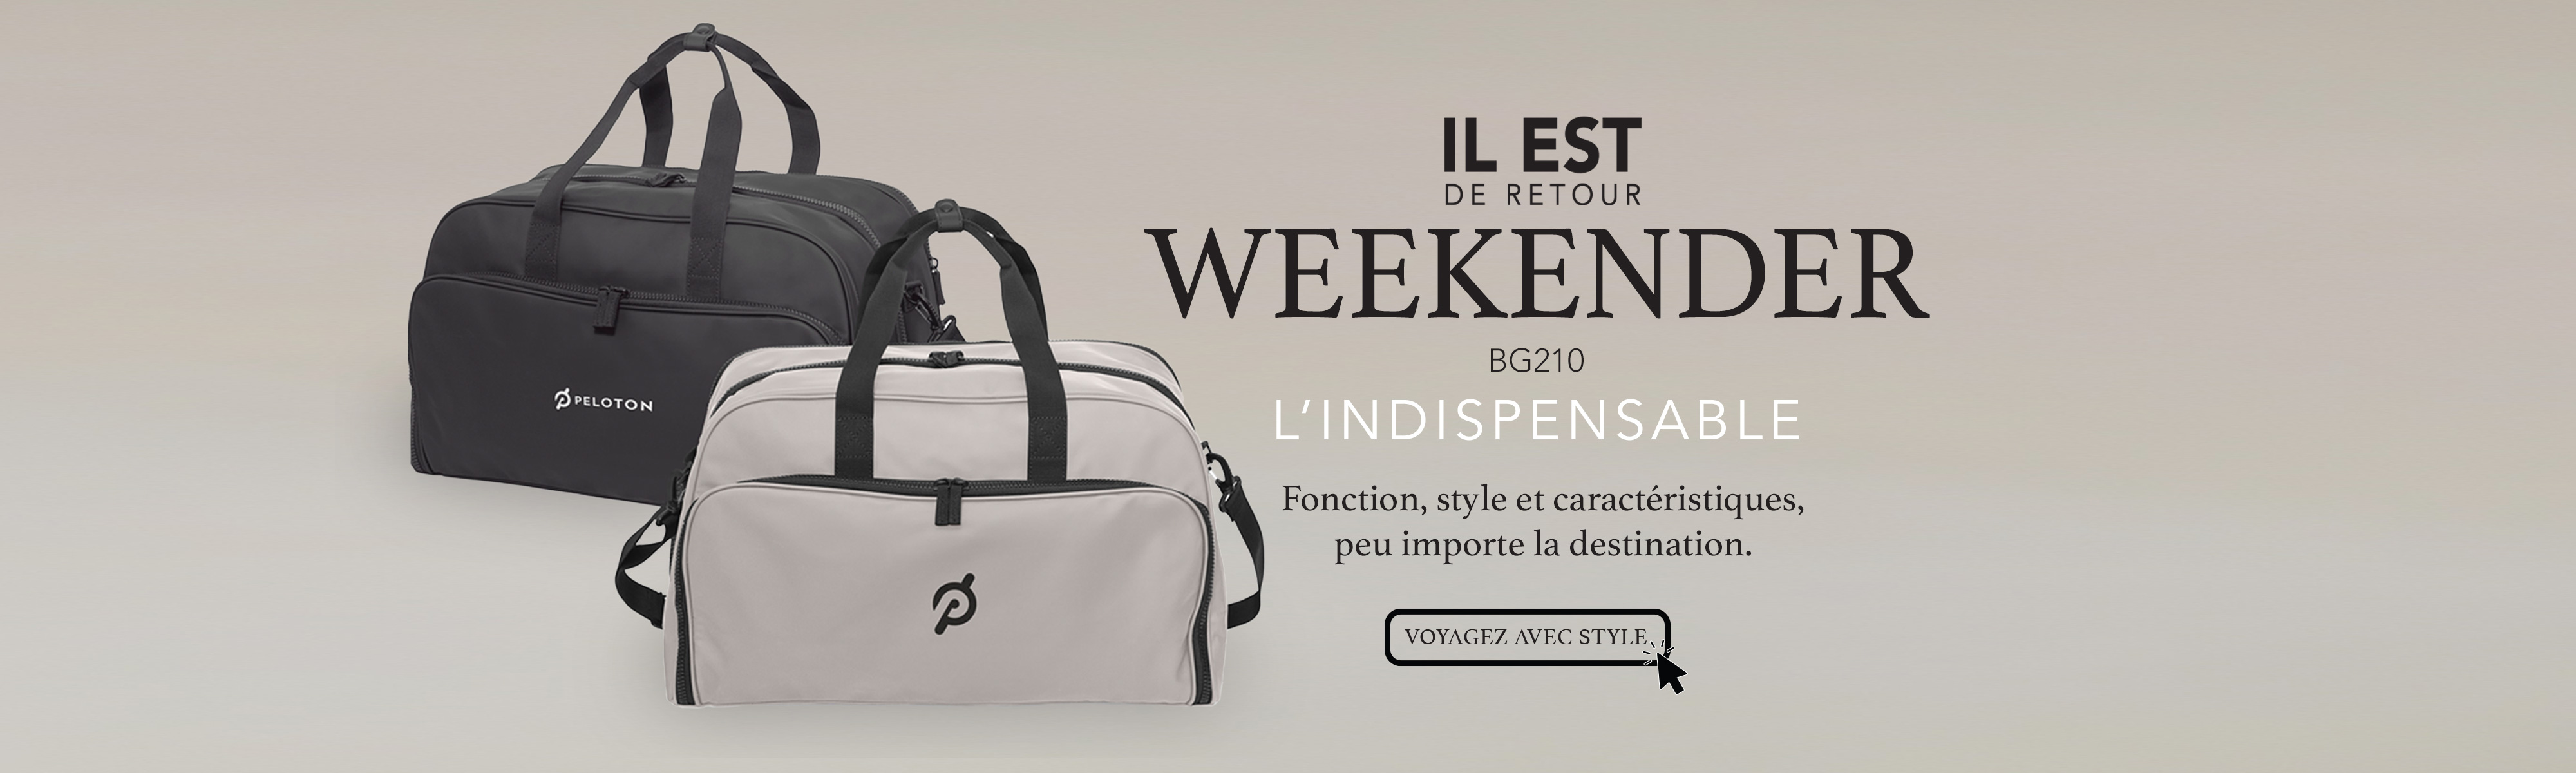 IL EST
DE RETOUR
WEEKENDER
BG210
L’INDISPENSABLE
Fonction, style et caractéristiques,
peu importe la destination.
VOYAGEZ AVEC STYLE
PELOTON